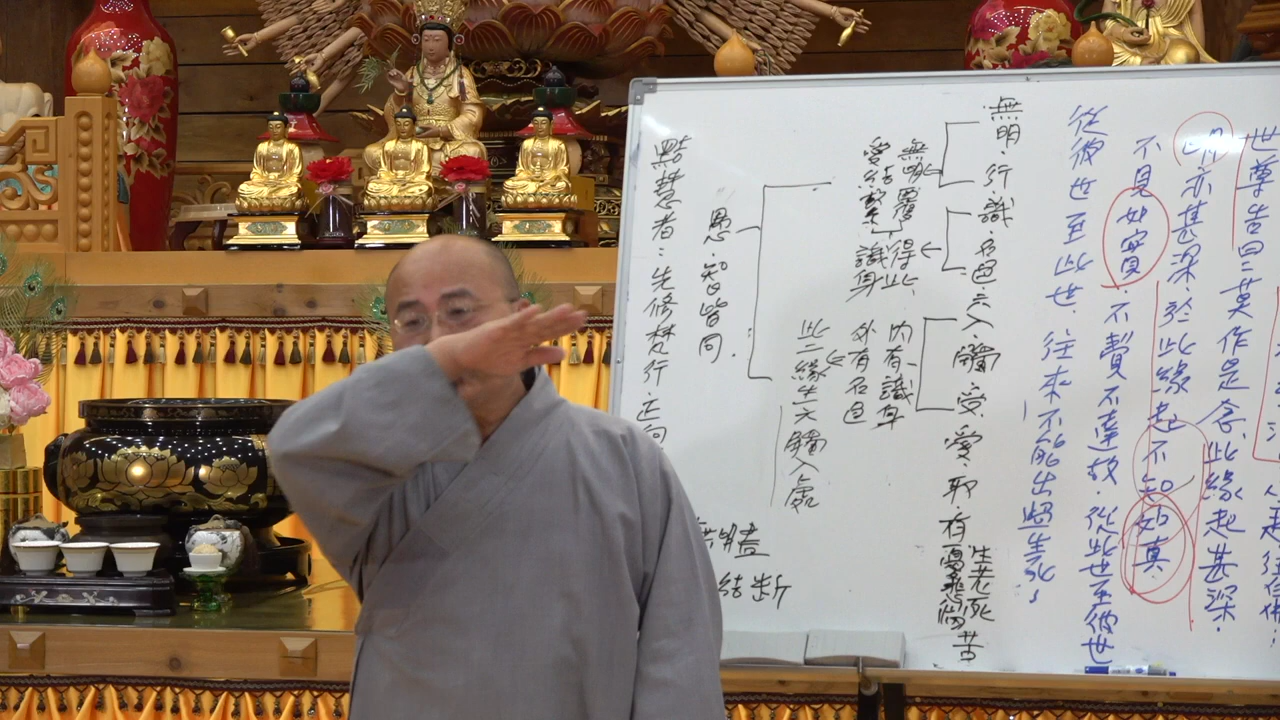 世尊告曰：莫作是念，此緣起甚深，
明亦甚深，於此緣起不知如真
不見如實，不覺不達故，從此世至彼世
從彼世至此世，往來不能出過生死，
無明、行、識、名色、六入、觸、受、愛、取、有、生老死
憂悲惱苦
無明覆
愛結繫
得此
識身
內有識身
外有名色
此二緣生六觸入處
愚、智皆同，
黠慧者：先修梵行，正向
無明盡
結斷